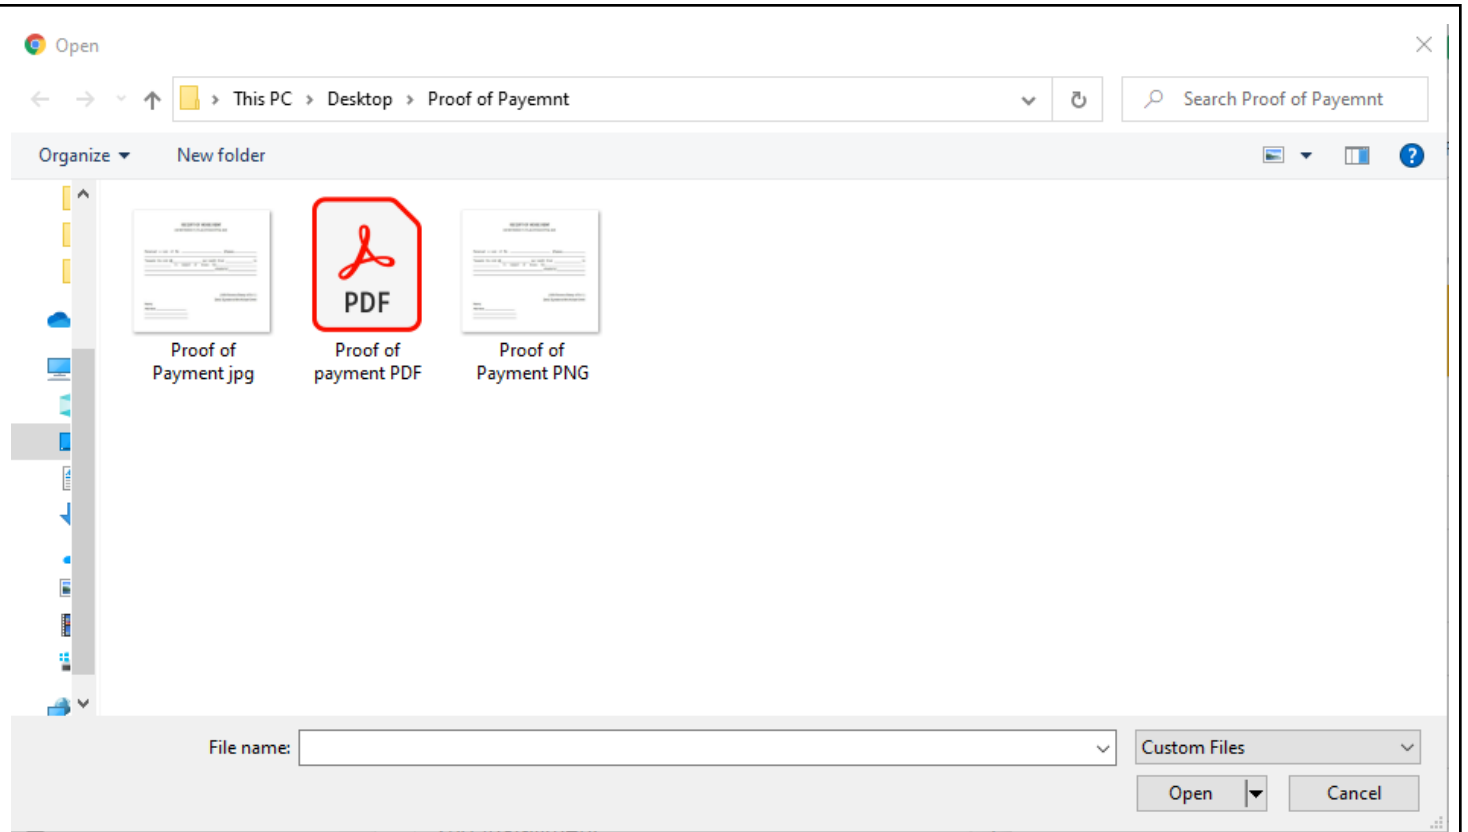 Open
This PC > Desktop > Proof of Payemnt
Search Proof of Payemnt
Organize
New folder
Proof of
Payment jpg
PDF
Proof of
payment PDF
Proof of
Payment PNG
File name:
Custom Files
Open
Cancel